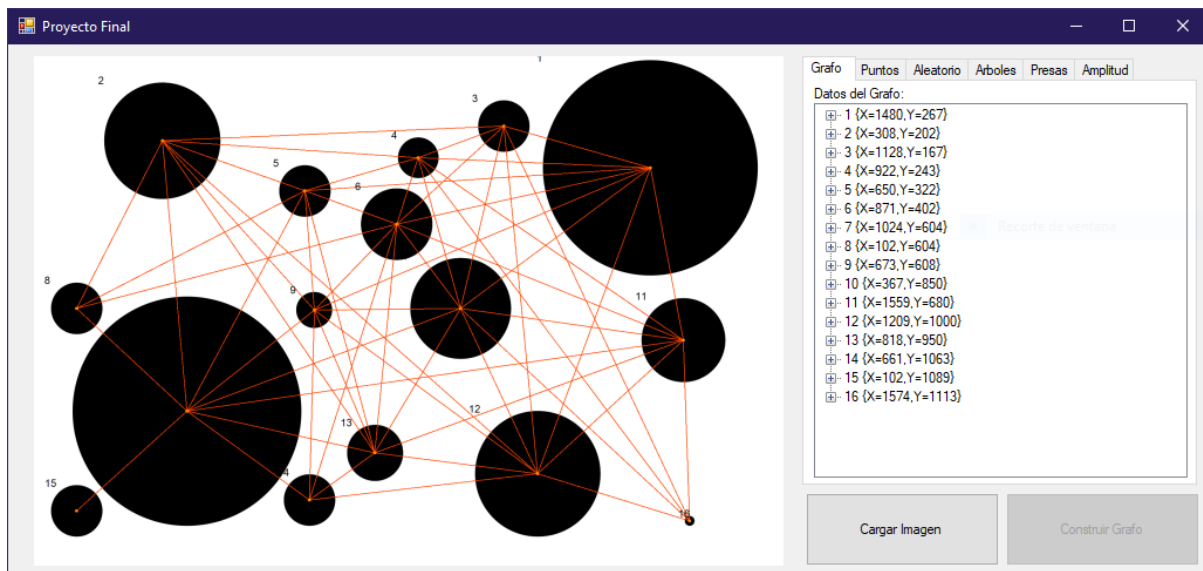 Proyecto Final
Grafo Puntos Aleatorio Arboles Presas Amplitud
Datos del Grafo:
1 {X=1480,Y=267}
2 {X=308,Y=202}
3 {X=1128,Y=167}
4 {X=922,Y=243}
5 {X=650,Y=322}
6 {X=871,Y=402}
7 {X=1024,Y=604}
8 {X=102,Y=604}
9 {X=673,Y=608}
10 {X=367,Y=850}
11 {X=1559,Y=680}
12 {X=1209,Y=1000}
13 {X=818,Y=950}
14 {X=661,Y=1063}
15 {X=102,Y=1089}
16 {X=1574,Y=1113}
Recorte de ventana
Cargar Imagen
Construir Grafo
1
2
3
4
5
6
8
9
11
12
13
4
15
16